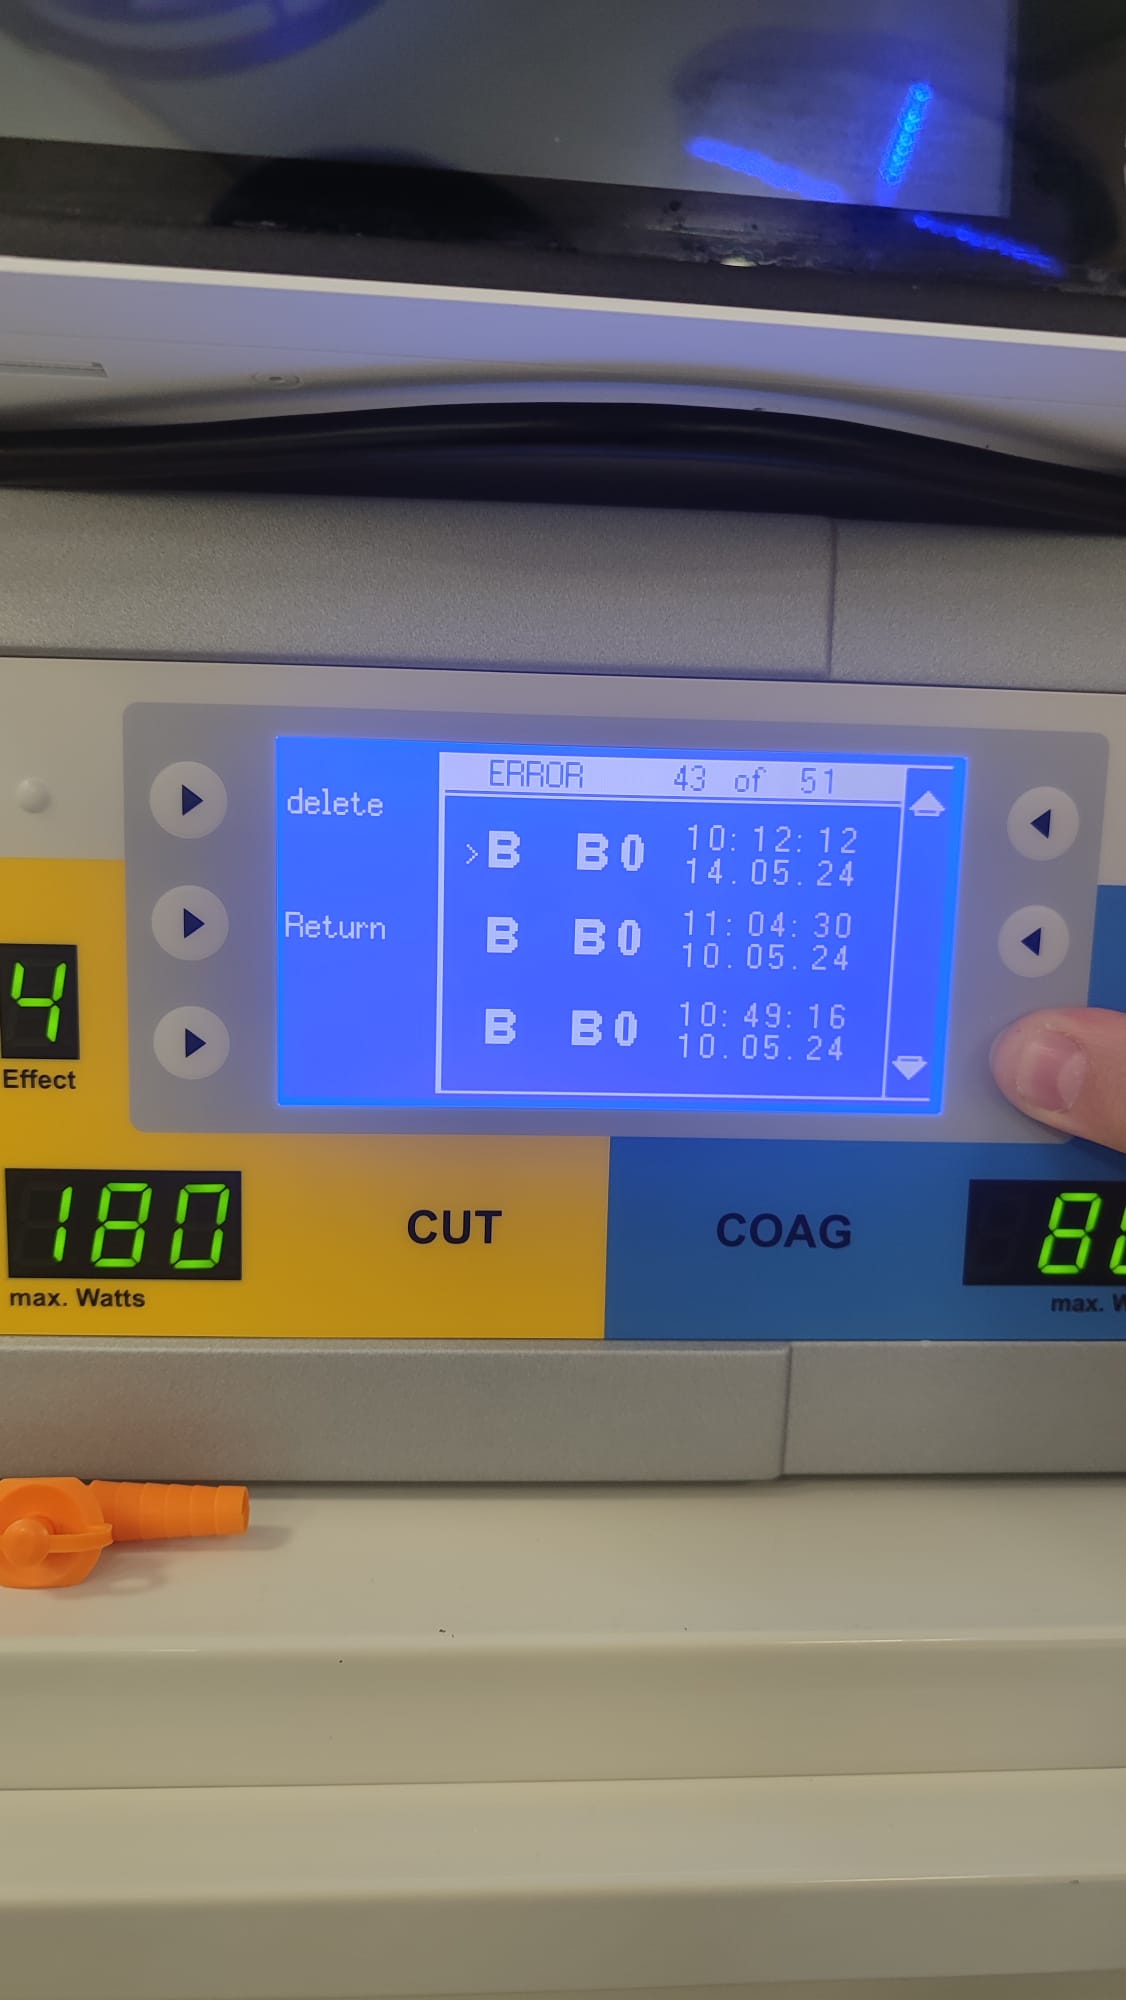 ERROR 43 of 51
delete
>B B0 10:12:12
14.05.24
Return
B B0 11:04:30
10.05.24
B B0 10:49:16
10.05.24
4
Effect
180
max. Watts
CUT
COAG
max.